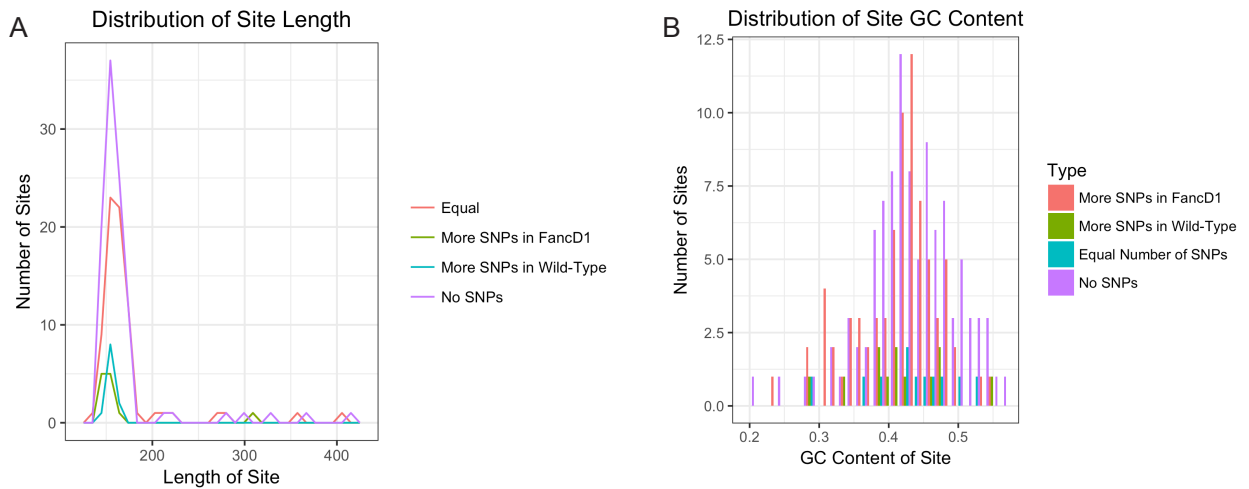 A
Distribution of Site Length
Number of Sites
30
20
10
0
200
300
400
Length of Site
Equal
More SNPs in FancD1
More SNPs in Wild-Type
No SNPs
B
Distribution of Site GC Content
Number of Sites
12.5
10.0
7.5
5.0
2.5
0.0
0.2
0.3
0.4
0.5
GC Content of Site
Type
More SNPs in FancD1
More SNPs in Wild-Type
Equal Number of SNPs
No SNPs